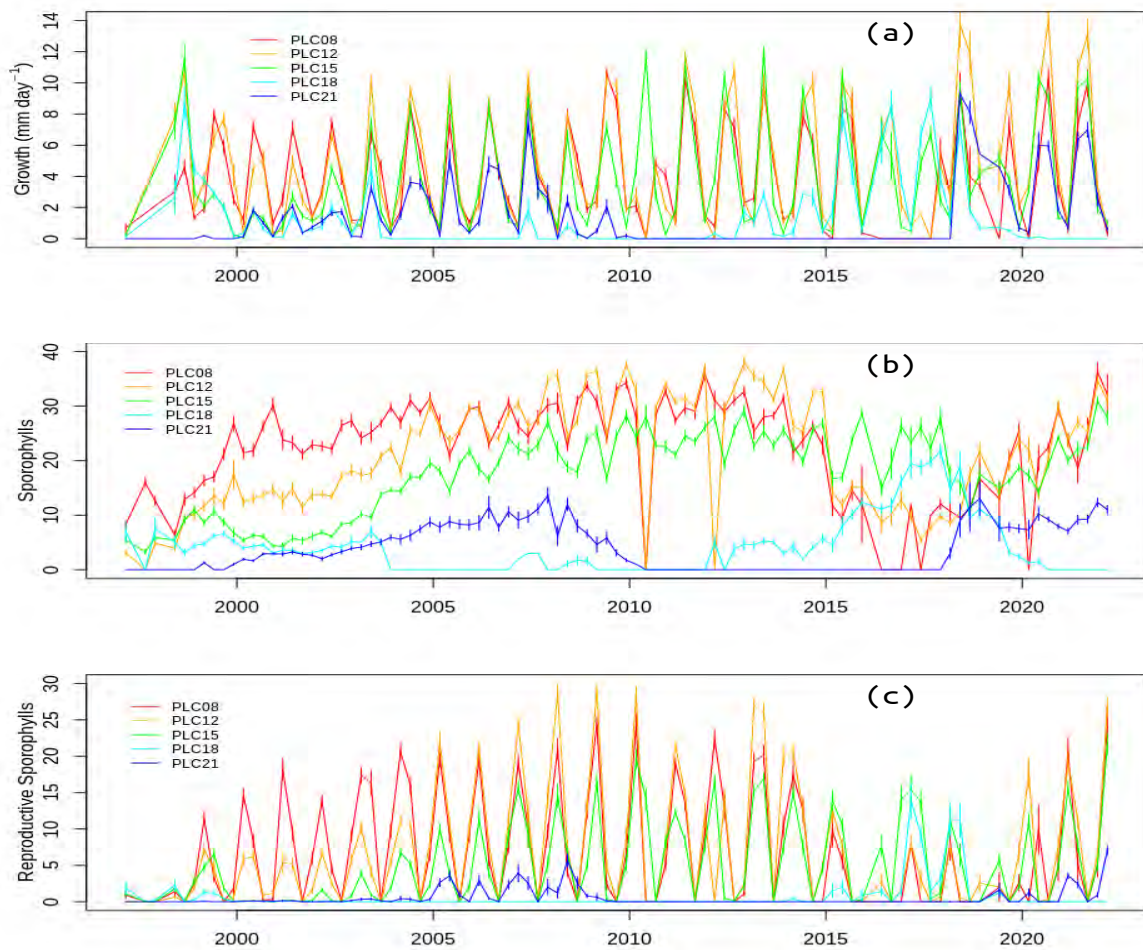 (a)
Growth (mm day⁻¹)
14
12
10
8
6
4
2
0
PLC08
PLC12
PLC15
PLC18
PLC21
2000 2005 2010 2015 2020
(b)
Sporophylls
40
30
20
10
0
PLC08
PLC12
PLC15
PLC18
PLC21
2000 2005 2010 2015 2020
(c)
Reproductive Sporophylls
30
25
20
15
10
5
0
PLC08
PLC12
PLC15
PLC18
PLC21
2000 2005 2010 2015 2020